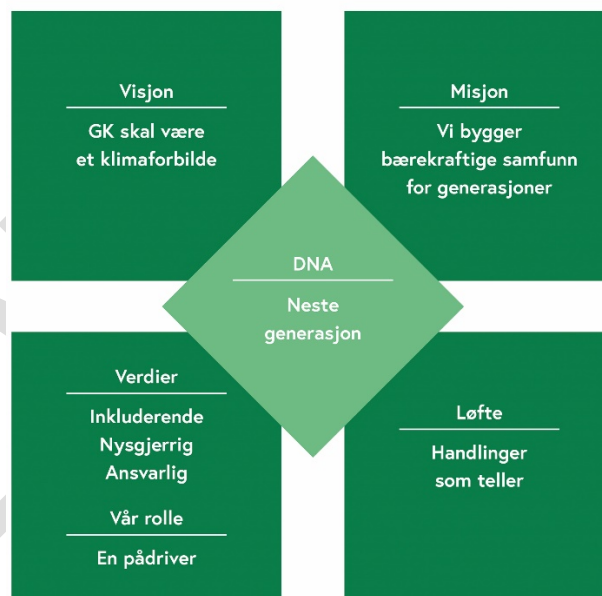 Visjon
GK skal være
et klimaforbilde
Misjon
Vi bygger
bærekraftige samfunn
for generasjoner
DNA
Neste
generasjon
Verdier
Inkluderende
Nysgjerrig
Ansvarlig
Vår rolle
En pådriver
Løfte
Handlinger
som teller